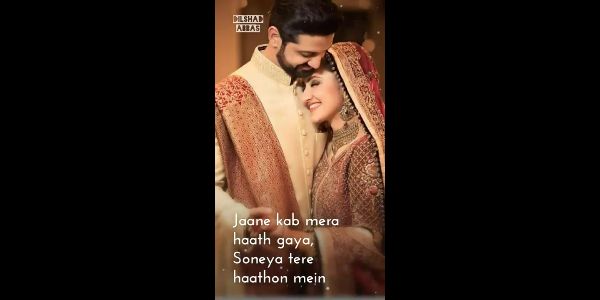 DILSHAD
ABBAS
Jaane kab mera
haath gaya,
Soneya tere
haathon mein